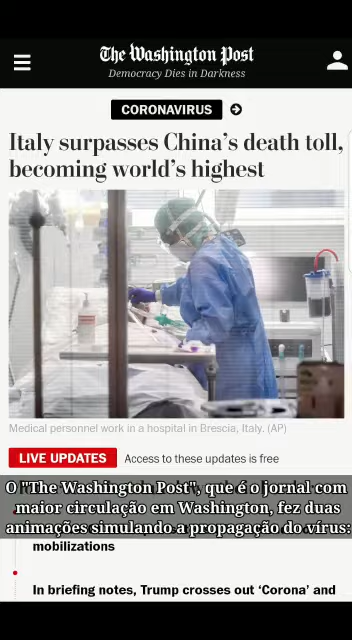 The Washington Post
Democracy Dies in Darkness
CORONAVIRUS
Italy surpasses China's death toll,
becoming world's highest
Medical personnel work in a hospital in Brescia, Italy. (AP)
LIVE UPDATES
Access to these updates is free
O "The Washington Post", que é o jornal com
maior circulação em Washington, fez duas
animações simulando a propagação do vírus:
mobilizations
In briefing notes, Trump crosses out 'Corona' and